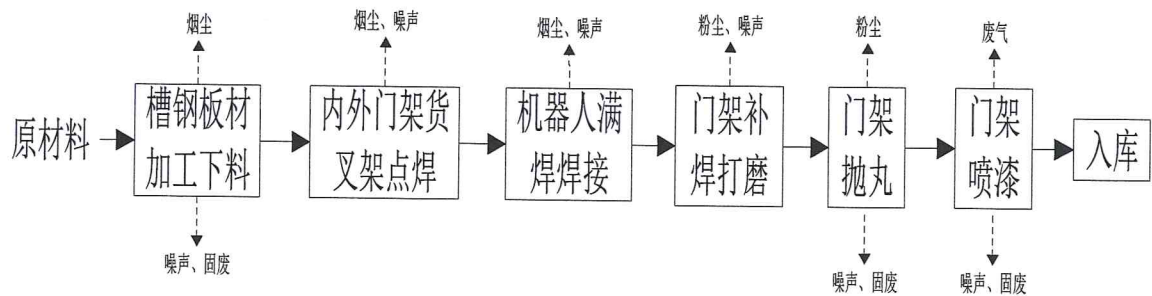 烟尘
烟尘、噪声
烟尘、噪声
粉尘、噪声
粉尘
废气
原材料
槽钢板材
加工下料
内外门架货
叉架点焊
机器人满
焊焊接
门架补
焊打磨
门架
抛丸
门架
喷漆
入库
噪声、固废
噪声、固废
噪声、固废